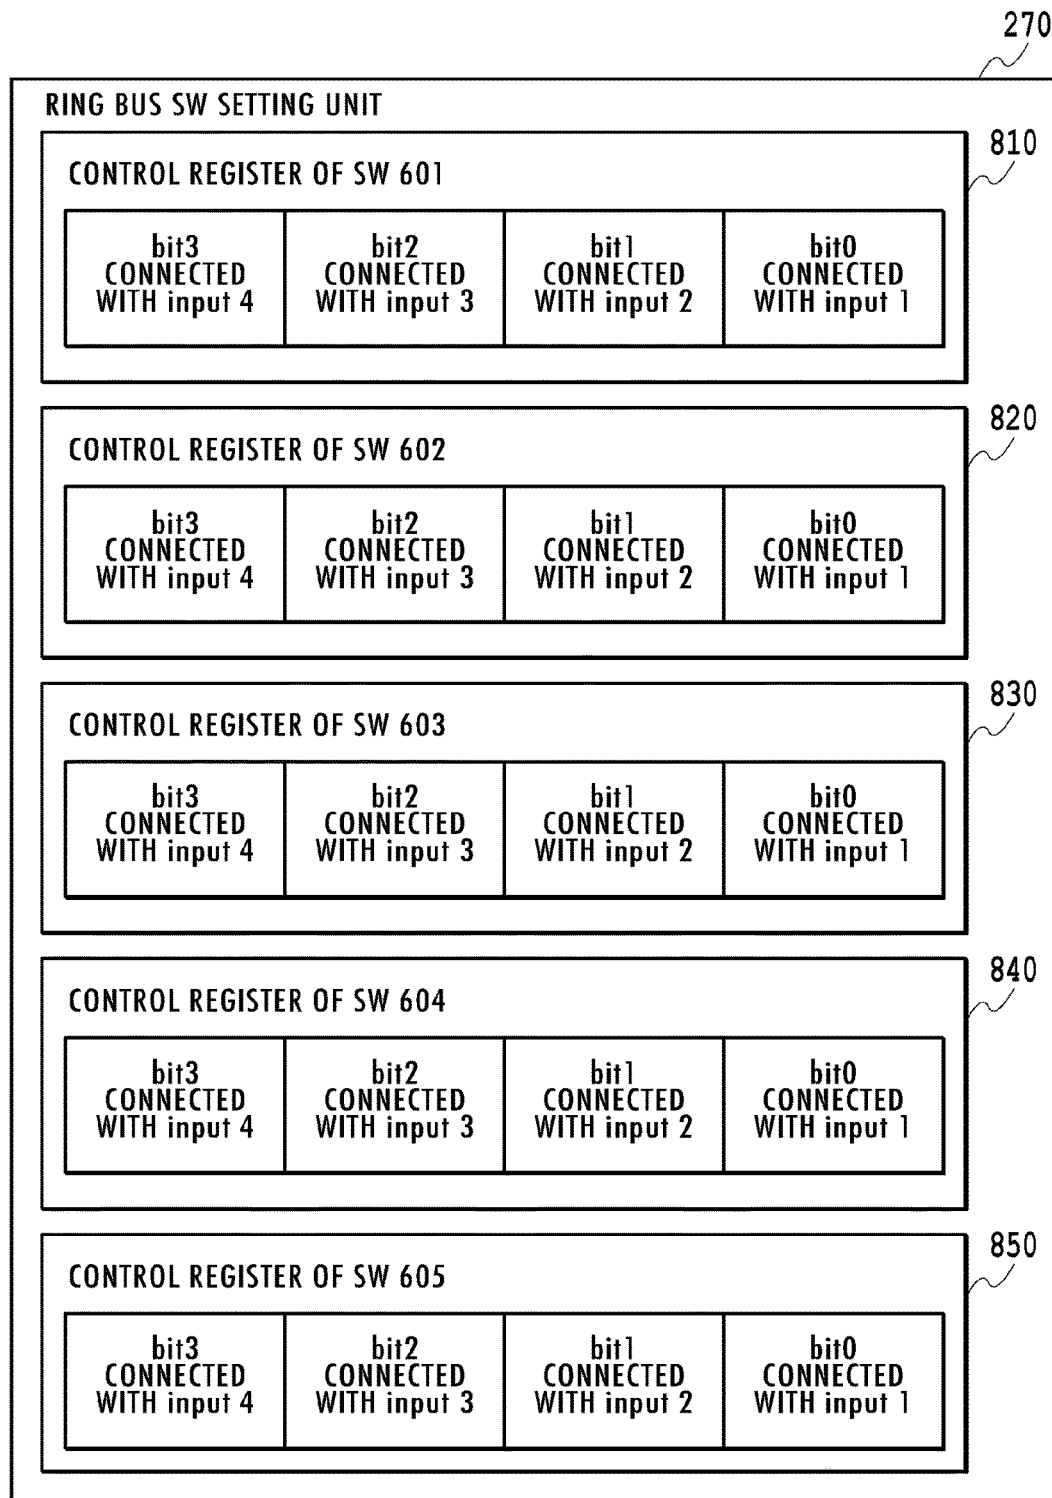 270
RING BUS SW SETTING UNIT
810
CONTROL REGISTER OF SW 601
bit3 bit2 bit1 bit0
CONNECTED CONNECTED CONNECTED CONNECTED
WITH input 4 WITH input 3 WITH input 2 WITH input 1
820
CONTROL REGISTER OF SW 602
bit3 bit2 bit1 bit0
CONNECTED CONNECTED CONNECTED CONNECTED
WITH input 4 WITH input 3 WITH input 2 WITH input 1
830
CONTROL REGISTER OF SW 603
bit3 bit2 bit1 bit0
CONNECTED CONNECTED CONNECTED CONNECTED
WITH input 4 WITH input 3 WITH input 2 WITH input 1
840
CONTROL REGISTER OF SW 604
bit3 bit2 bit1 bit0
CONNECTED CONNECTED CONNECTED CONNECTED
WITH input 4 WITH input 3 WITH input 2 WITH input 1
850
CONTROL REGISTER OF SW 605
bit3 bit2 bit1 bit0
CONNECTED CONNECTED CONNECTED CONNECTED
WITH input 4 WITH input 3 WITH input 2 WITH input 1